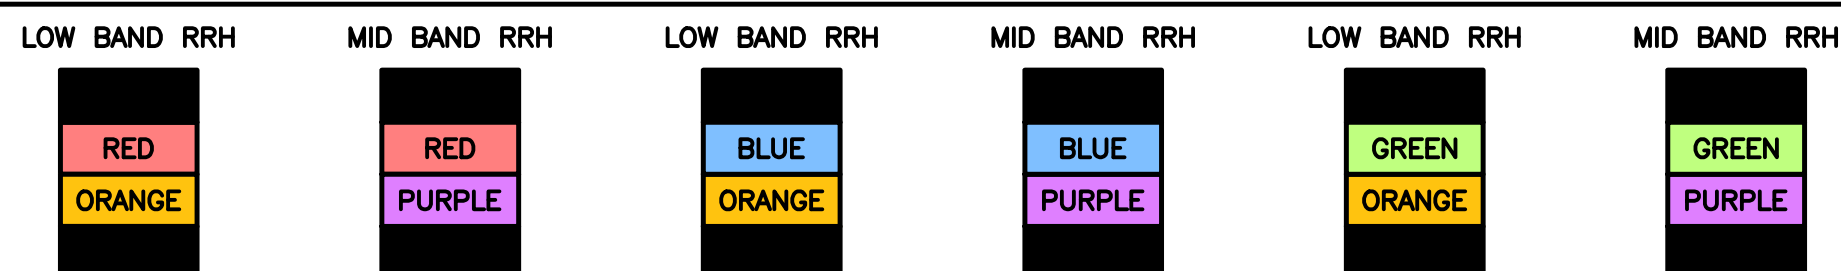 LOW BAND RRH MID BAND RRH LOW BAND RRH MID BAND RRH LOW BAND RRH MID BAND RRH
RED RED BLUE BLUE GREEN GREEN
ORANGE PURPLE ORANGE PURPLE ORANGE PURPLE